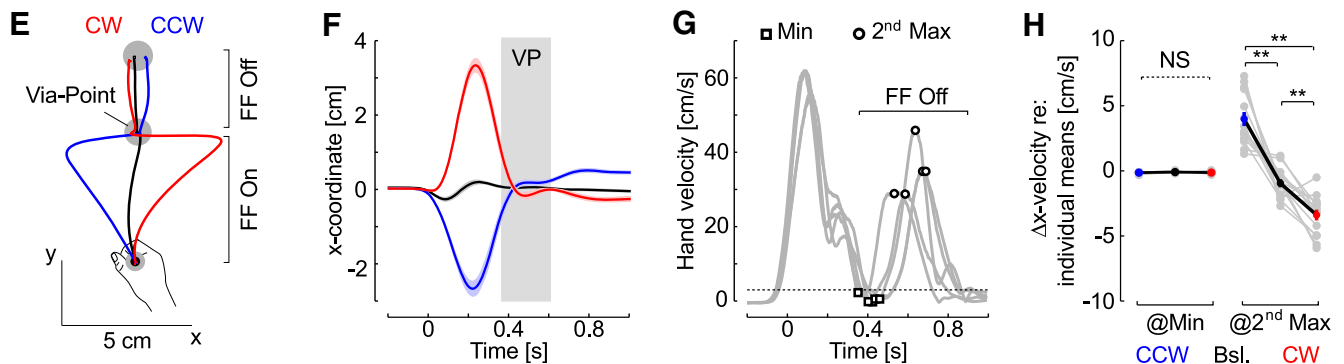 E
CW CCW
Via-Point
FF Off
FF On
y
x
5 cm
F
x-coordinate [cm]
4
2
0
-2
VP
0 0.4 0.8
Time [s]
G
Min 2nd Max
Hand velocity [cm/s]
60
40
20
0
FF Off
0 0.4 0.8
Time [s]
H
Δx-velocity re:
individual means [cm/s]
10
5
0
-5
-10
NS
**
**
**
@Min @2nd Max
CCW Bsl. CW